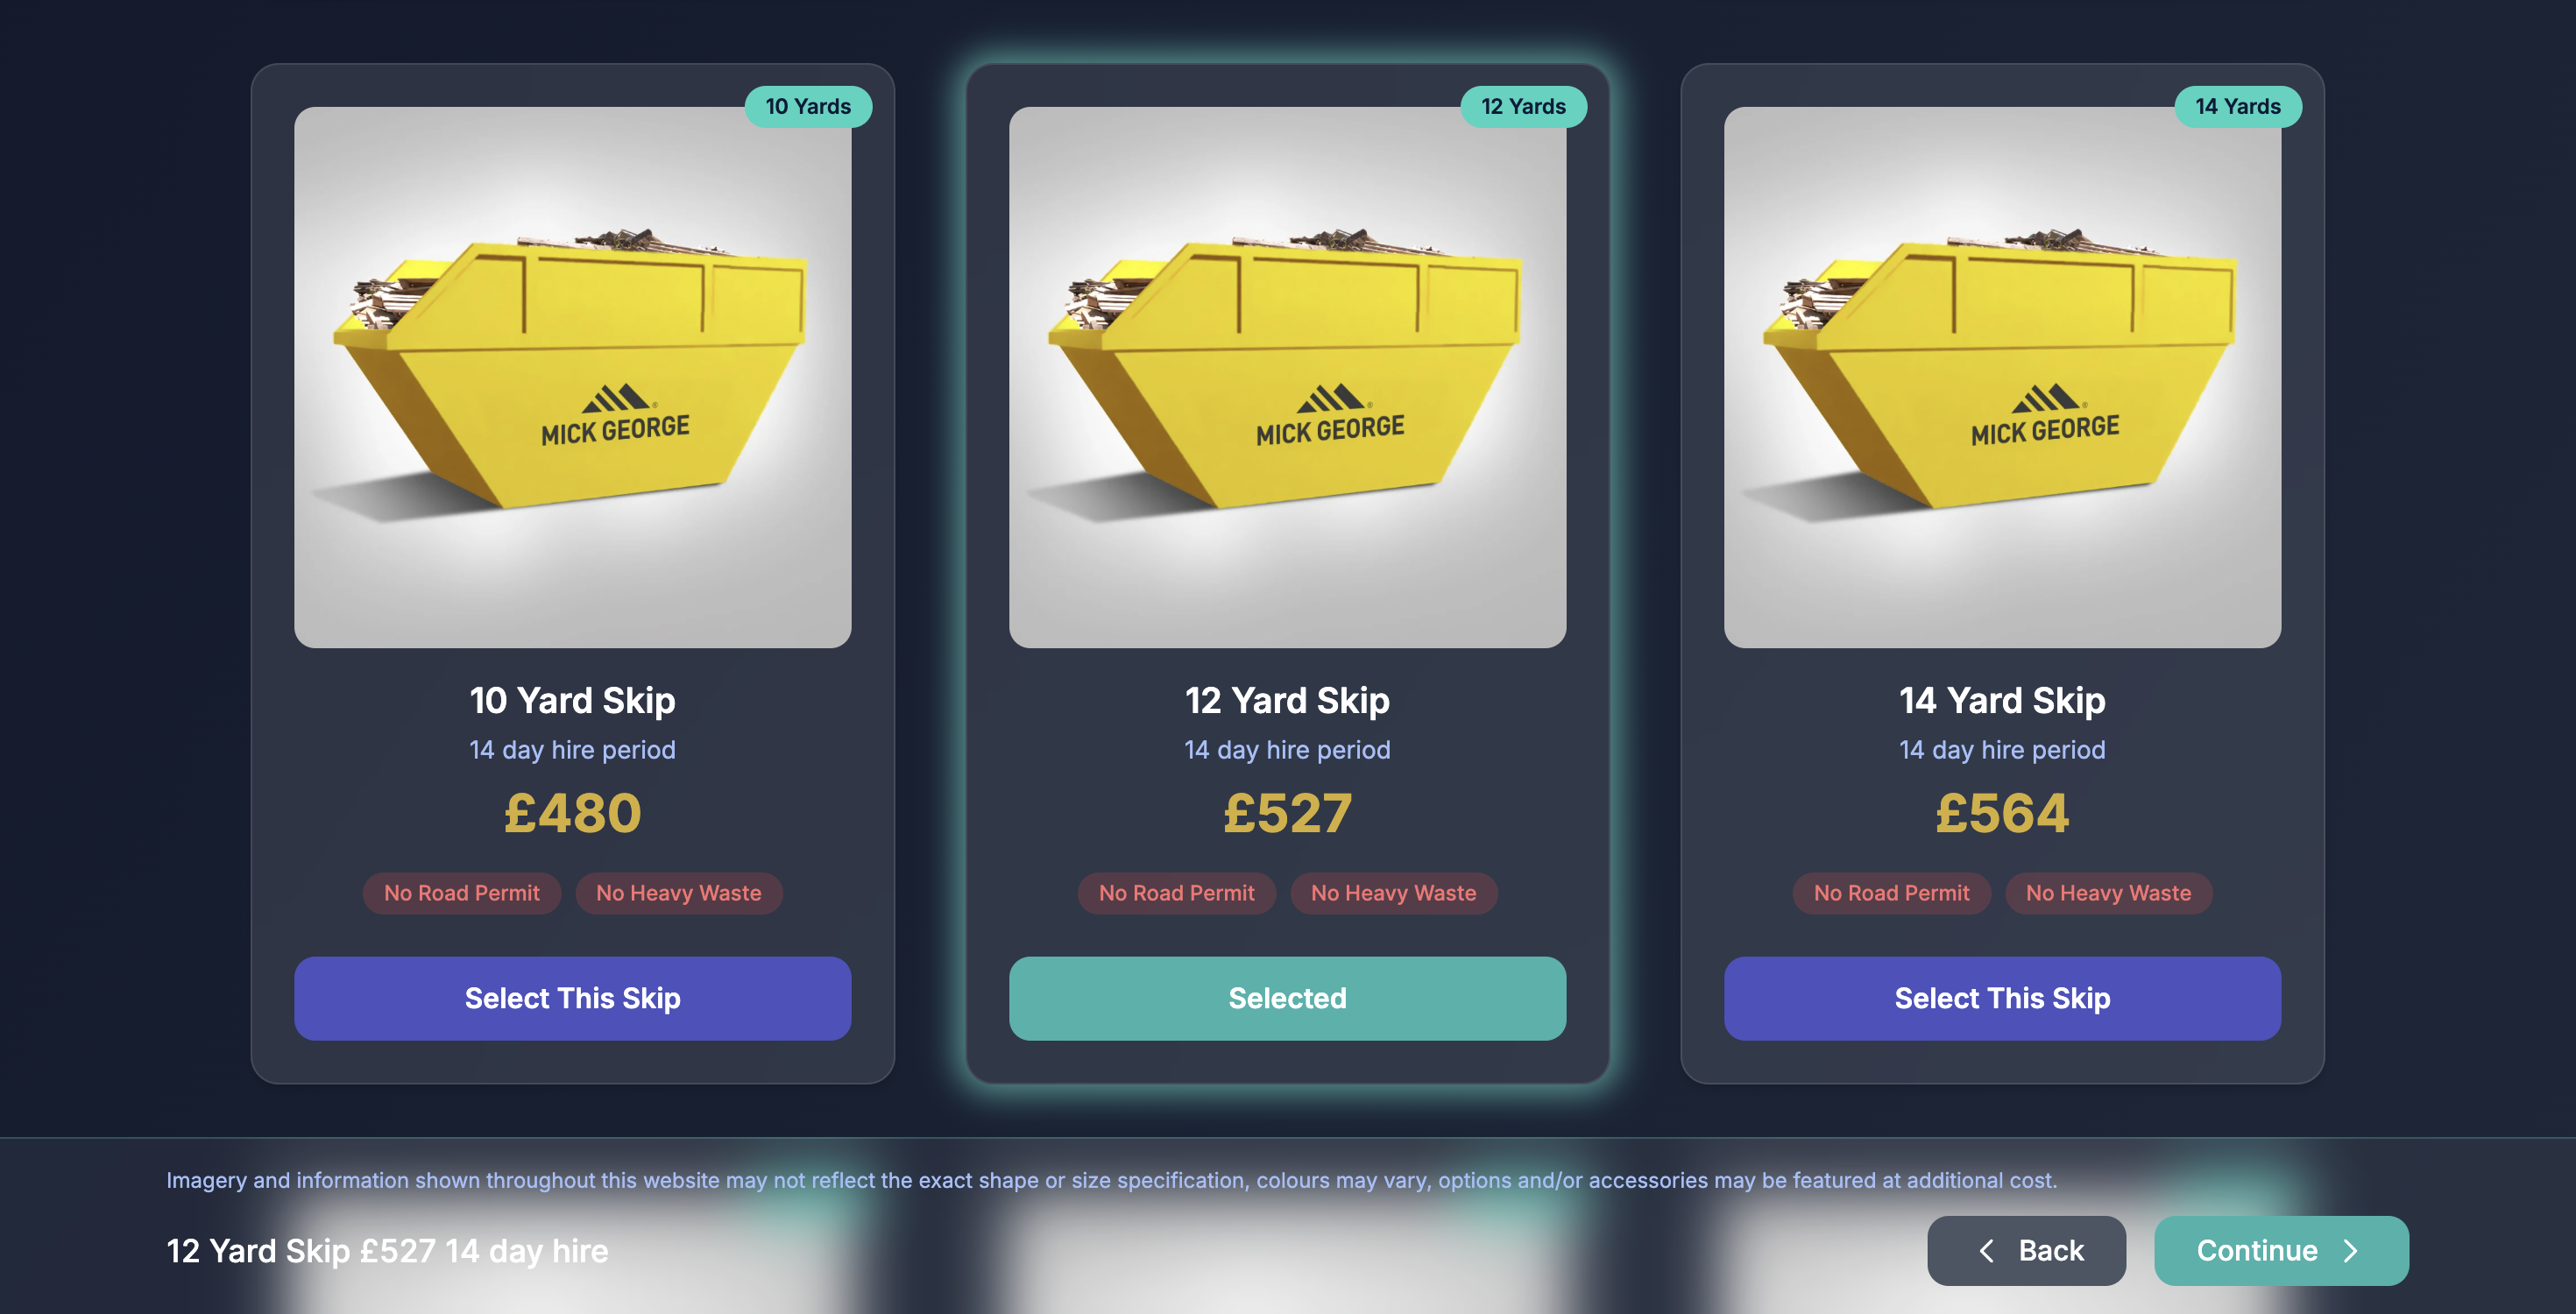 10 Yards
12 Yards
14 Yards
MICK GEORGE
MICK GEORGE
MICK GEORGE
10 Yard Skip
12 Yard Skip
14 Yard Skip
14 day hire period
14 day hire period
14 day hire period
£480
£527
£564
No Road Permit No Heavy Waste
No Road Permit No Heavy Waste
No Road Permit No Heavy Waste
Select This Skip
Selected
Select This Skip
Imagery and information shown throughout this website may not reflect the exact shape or size specification, colours may vary, options and/or accessories may be featured at additional cost.
12 Yard Skip £527 14 day hire
Back
Continue